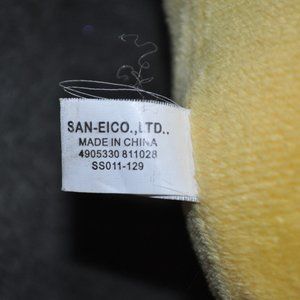 SAN-EICO.,LTD..
MADE IN CHINA
4905330 811028
SS011-129